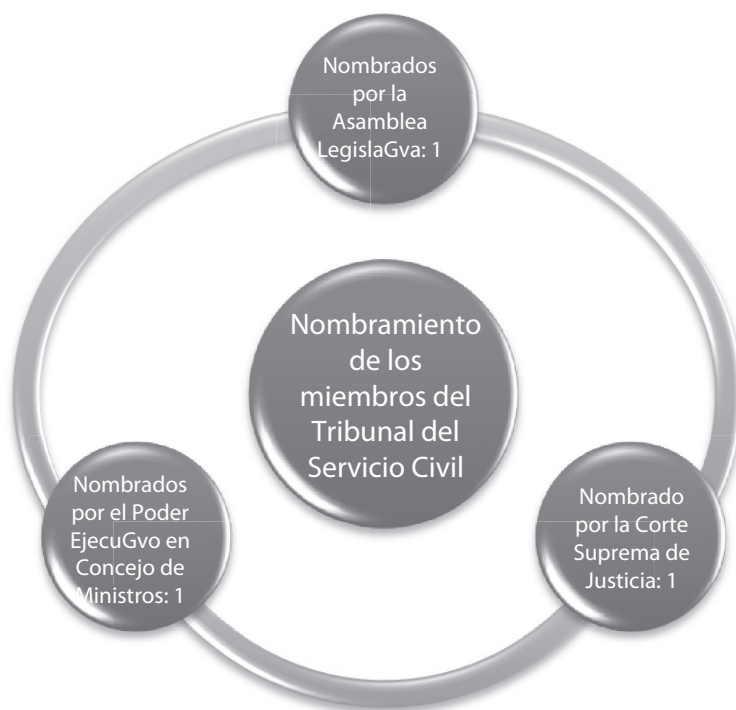 Nombrados
por la
Asamblea
LegislaGva: 1
Nombramiento
de los
miembros del
Tribunal del
Servicio Civil
Nombrados
por el Poder
EjecuGvo en
Concejo de
Ministros: 1
Nombrado
por la Corte
Suprema de
Justicia: 1